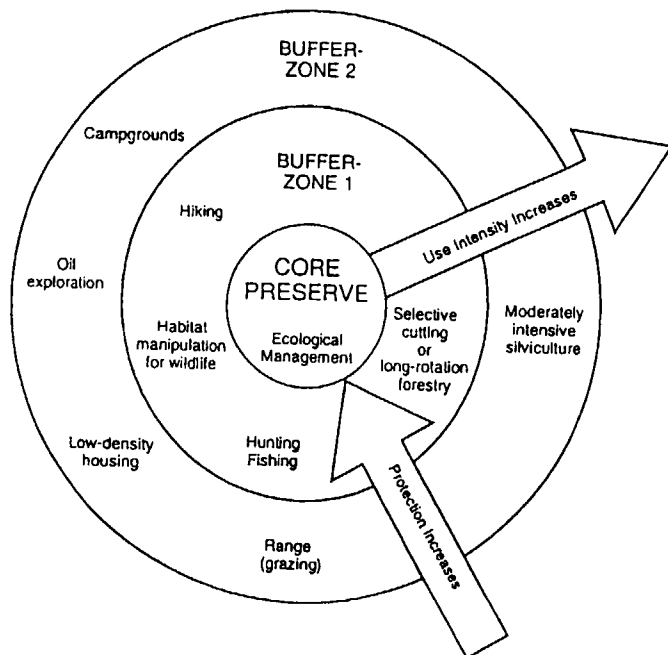 BUFFER-
ZONE 2
Campgrounds
BUFFER-
ZONE 1
Hiking
Use Intensity Increases
CORE
PRESERVE
Ecological
Management
Oil
exploration
Habitat
manipulation
for wildlife
Selective
cutting
or
long-rotation
forestry
Moderately
intensive
silviculture
Low-density
housing
Hunting
Fishing
Protection Increases
Range
(grazing)